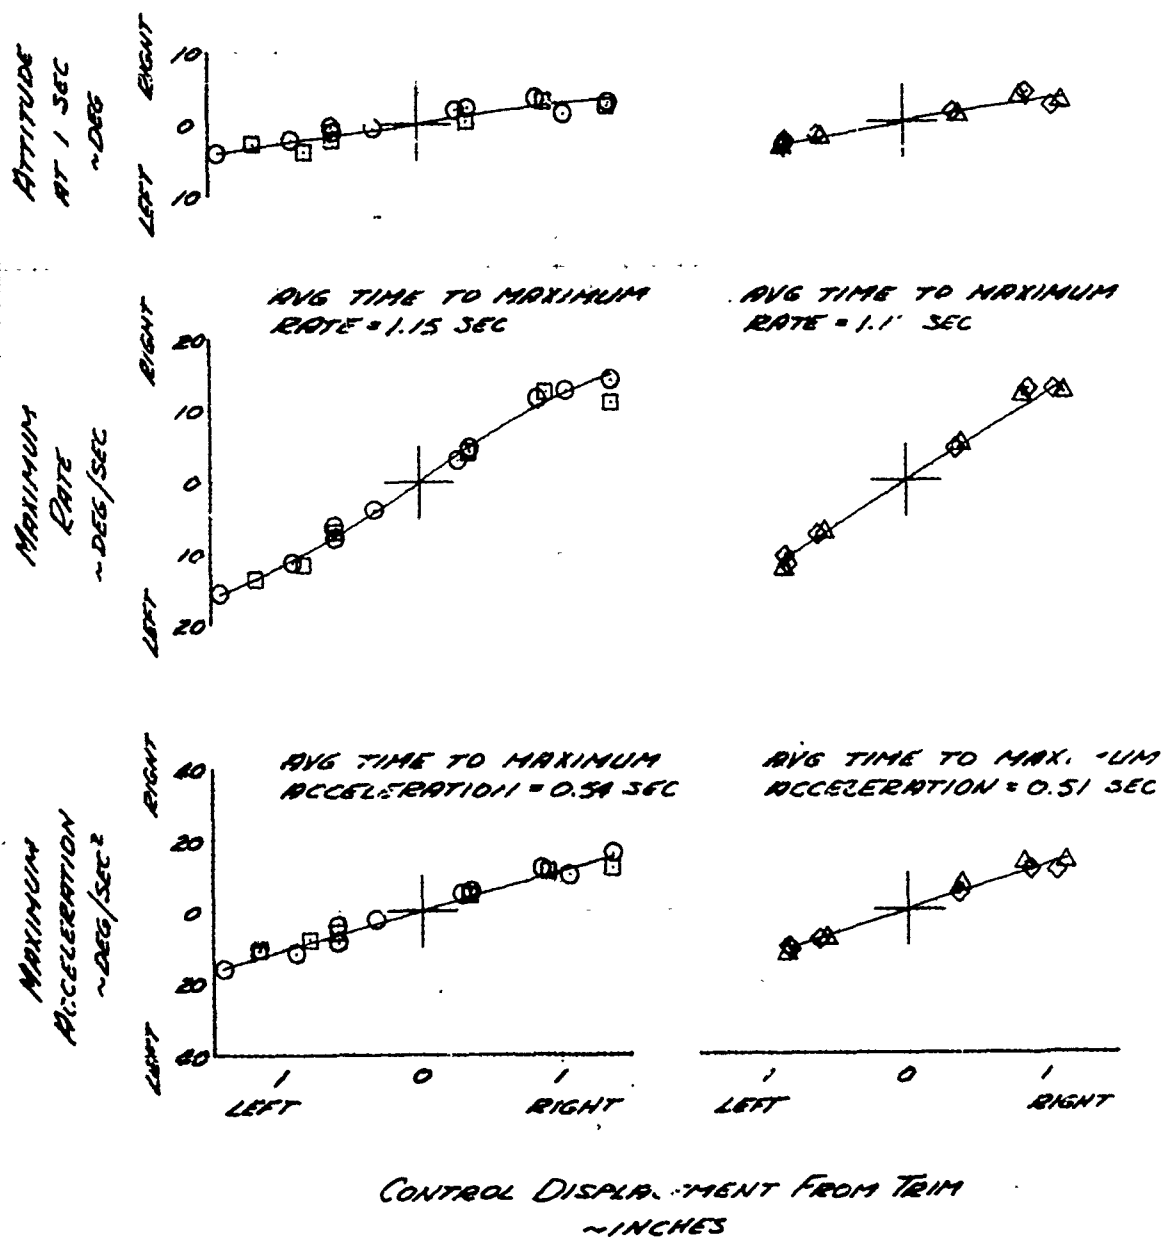 ATTITUDE
AT 1 SEC
~DEG
RIGHT
LEFT
10
0
10
MAXIMUM
RATE
~DEG/SEC
RIGHT
LEFT
20
10
0
10
20
AVG TIME TO MAXIMUM
RATE = 1.15 SEC
AVG TIME TO MAXIMUM
RATE = SEC
MAXIMUM
ACCELERATION
~DEG/SEC²
RIGHT
LEFT
40
20
0
20
40
AVG TIME TO MAXIMUM
ACCELERATION = 0.54 SEC
AVG TIME TO
ACCELERATION = 0.51 SEC
1 0 1
LEFT RIGHT
1 0 1
LEFT RIGHT
CONTROL DISPLACEMENT FROM TRIM
~INCHES